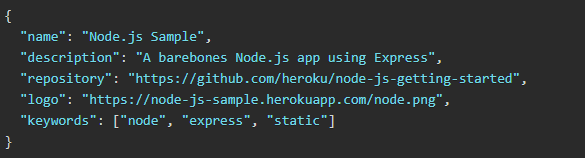 {
  "name": "Node.js Sample",
  "description": "A barebones Node.js app using Express",
  "repository": "https://github.com/heroku/node-js-getting-started",
  "logo": "https://node-js-sample.herokuapp.com/node.png",
  "keywords": ["node", "express", "static"]
}